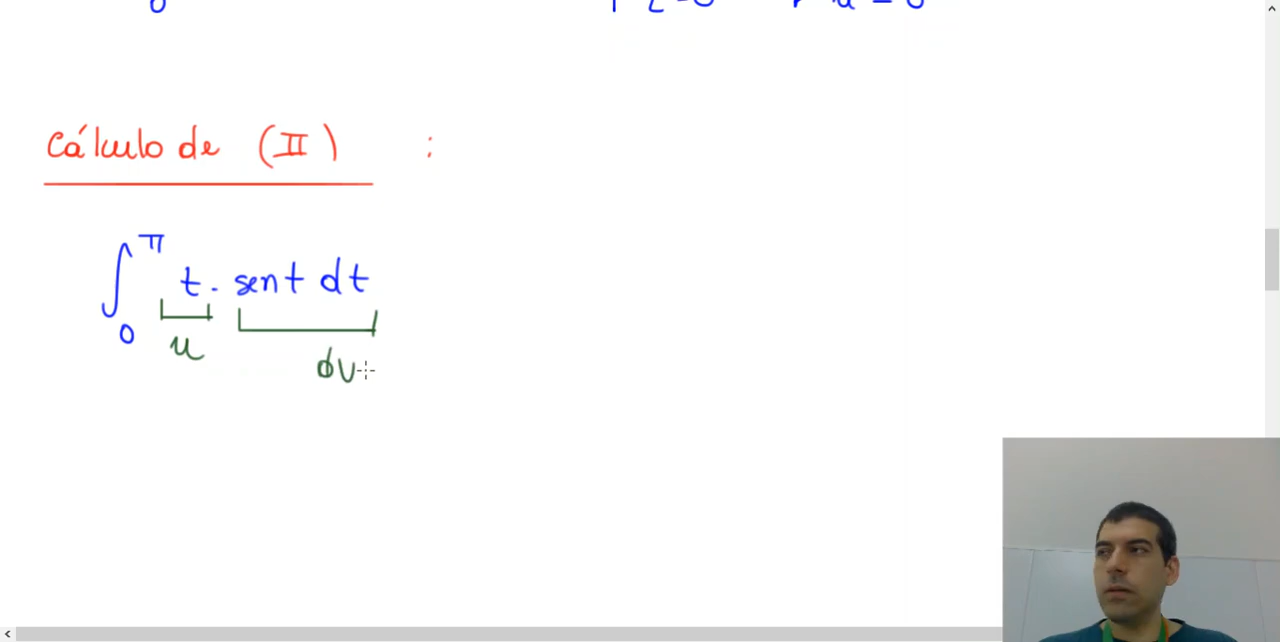 Cálculo de (II) :
∫₀^π t. sent dt
u dv